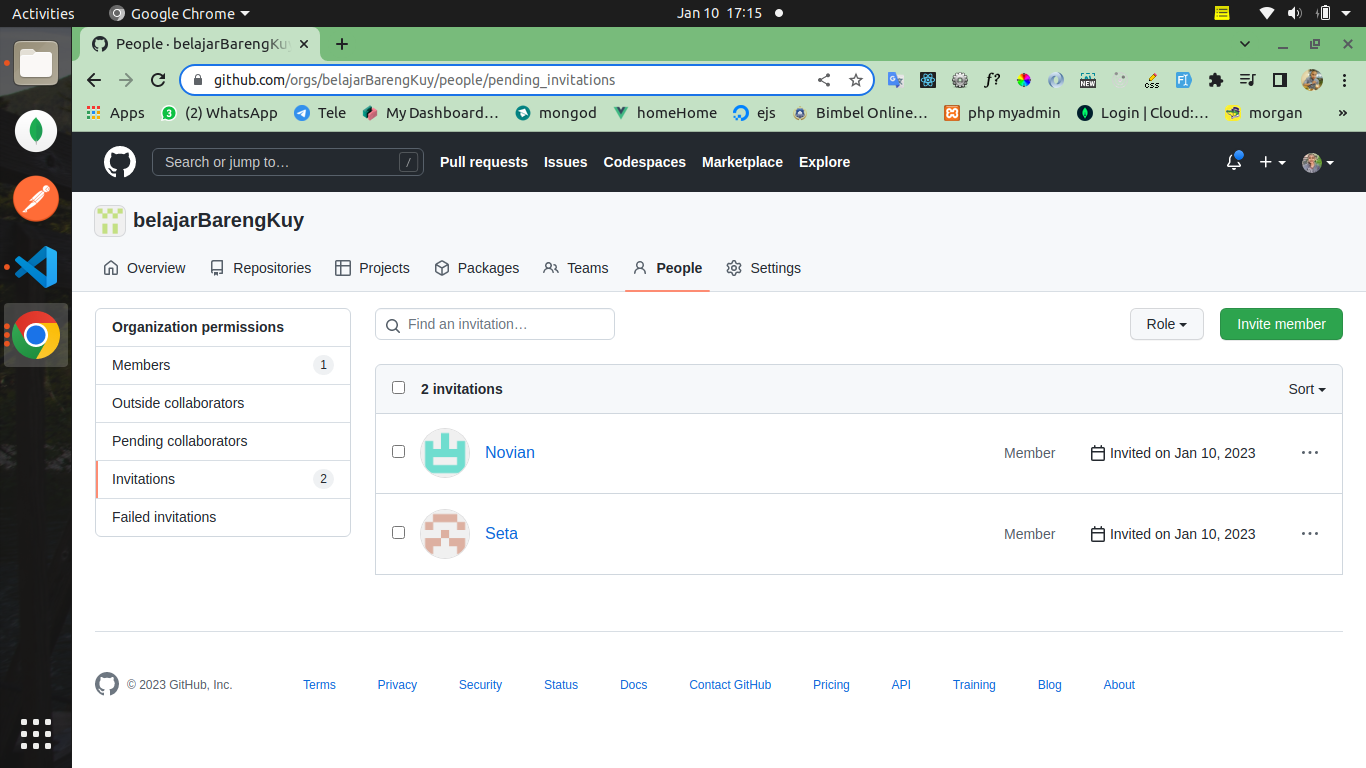 Activities Google Chrome Jan 10 17:15
People · belajarBarengKu
github.com/orgs/belajarBarengKuy/people/pending_invitations
f? NEW css
Apps (2) WhatsApp Tele My Dashboard… mongod homeHome ejs Bimbel Online… php myadmin Login | Cloud:… morgan »
Search or jump to… / Pull requests Issues Codespaces Marketplace Explore
belajarBarengKuy
Overview Repositories Projects Packages Teams People Settings
Organization permissions
Members 1
Outside collaborators
Pending collaborators
Invitations 2
Failed invitations
Find an invitation… Role Invite member
2 invitations Sort
Novian Member Invited on Jan 10, 2023
Seta Member Invited on Jan 10, 2023
© 2023 GitHub, Inc. Terms Privacy Security Status Docs Contact GitHub Pricing API Training Blog About